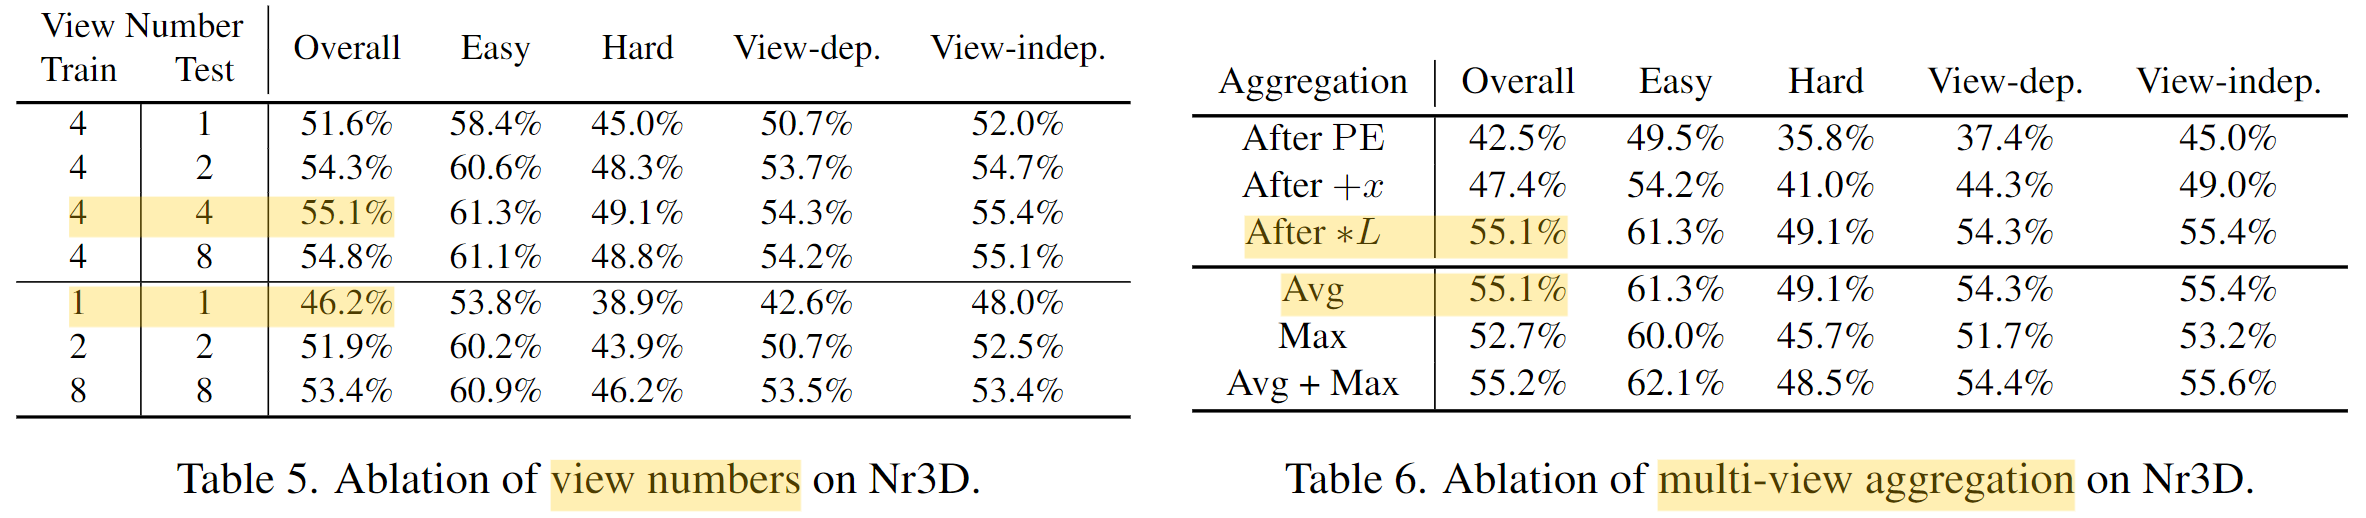 View Number
Train Test Overall Easy Hard View-dep. View-indep.
4 1 51.6% 58.4% 45.0% 50.7% 52.0%
4 2 54.3% 60.6% 48.3% 53.7% 54.7%
4 4 55.1% 61.3% 49.1% 54.3% 55.4%
4 8 54.8% 61.1% 48.8% 54.2% 55.1%
1 1 46.2% 53.8% 38.9% 42.6% 48.0%
2 2 51.9% 60.2% 43.9% 50.7% 52.5%
8 8 53.4% 60.9% 46.2% 53.5% 53.4%
Table 5. Ablation of view numbers on Nr3D.
Aggregation Overall Easy Hard View-dep. View-indep.
After PE 42.5% 49.5% 35.8% 37.4% 45.0%
After +x 47.4% 54.2% 41.0% 44.3% 49.0%
After ∗L 55.1% 61.3% 49.1% 54.3% 55.4%
Avg 55.1% 61.3% 49.1% 54.3% 55.4%
Max 52.7% 60.0% 45.7% 51.7% 53.2%
Avg + Max 55.2% 62.1% 48.5% 54.4% 55.6%
Table 6. Ablation of multi-view aggregation on Nr3D.